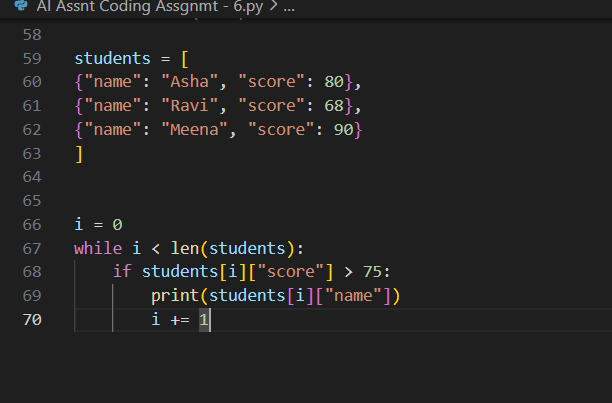 AI Assnt Coding Assgnmt - 6.py > ...
58
59 students = [
60 {"name": "Asha", "score": 80},
61 {"name": "Ravi", "score": 68},
62 {"name": "Meena", "score": 90}
63 ]
64
65
66 i = 0
67 while i < len(students):
68     if students[i]["score"] > 75:
69         print(students[i]["name"])
70         i += 1